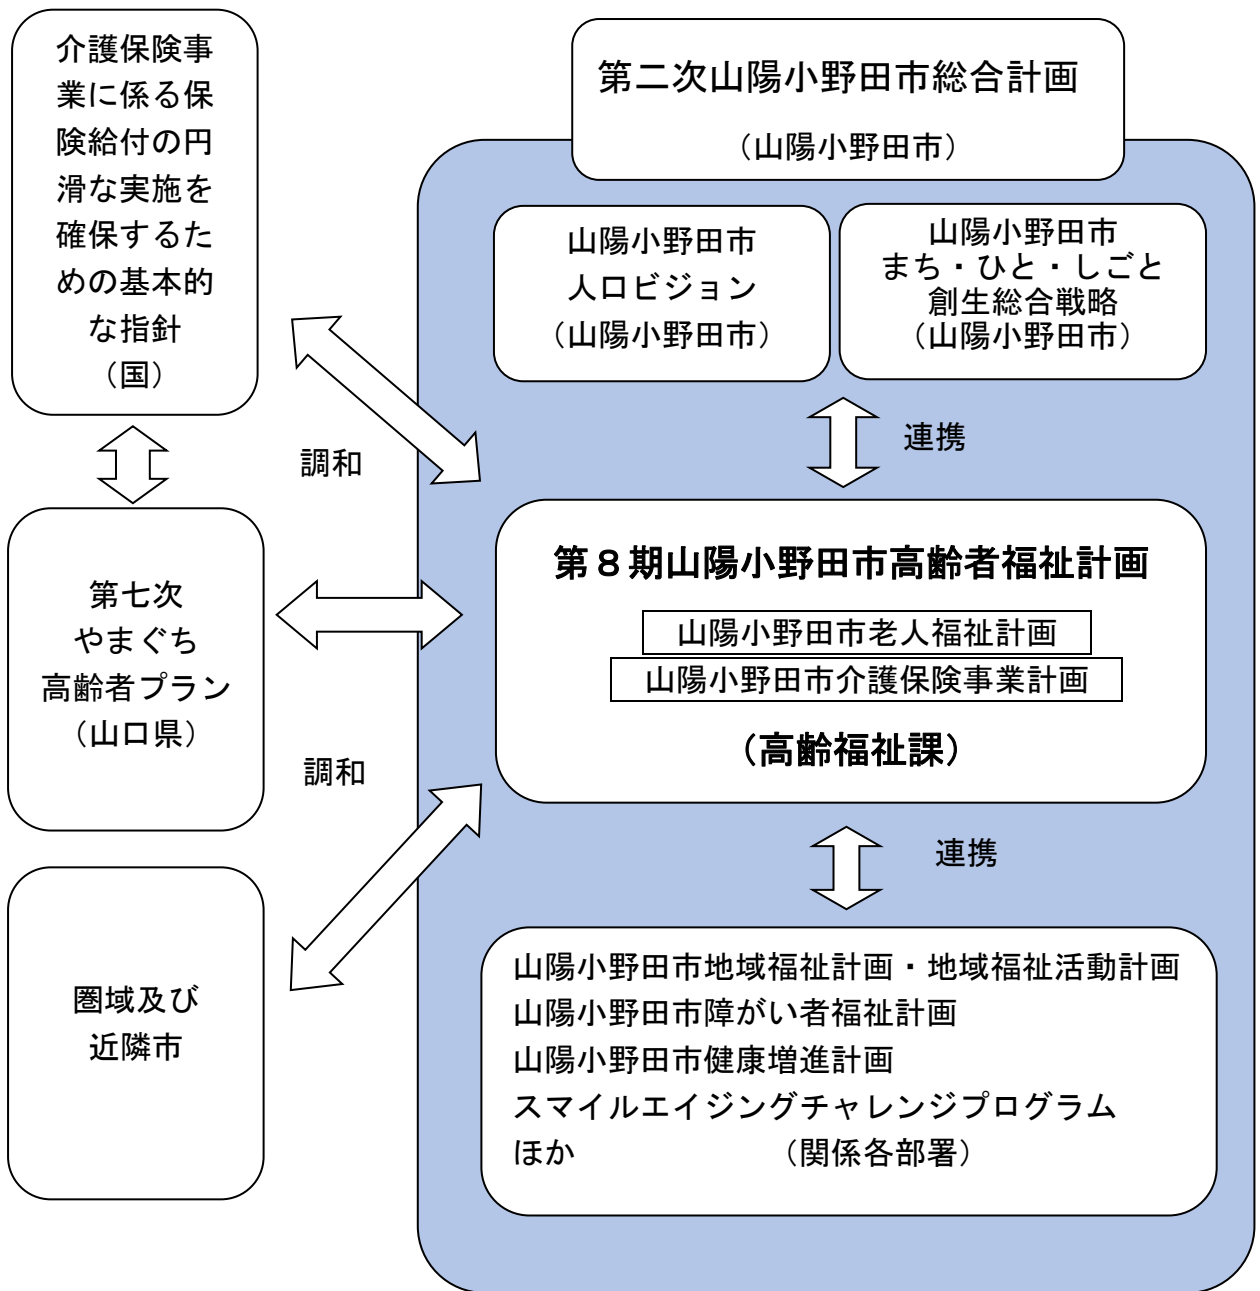 介護保険事
業に係る保
険給付の円
滑な実施を
確保するた
めの基本的
な指針
（国）
第二次山陽小野田市総合計画
（山陽小野田市）
山陽小野田市
人口ビジョン
（山陽小野田市）
山陽小野田市
まち・ひと・しごと
創生総合戦略
（山陽小野田市）
調和
連携
第七次
やまぐち
高齢者プラン
（山口県）
第８期山陽小野田市高齢者福祉計画
山陽小野田市老人福祉計画
山陽小野田市介護保険事業計画
（高齢福祉課）
調和
連携
圏域及び
近隣市
山陽小野田市地域福祉計画・地域福祉活動計画
山陽小野田市障がい者福祉計画
山陽小野田市健康増進計画
スマイルエイジングチャレンジプログラム
ほか　　　　　　　（関係各部署）